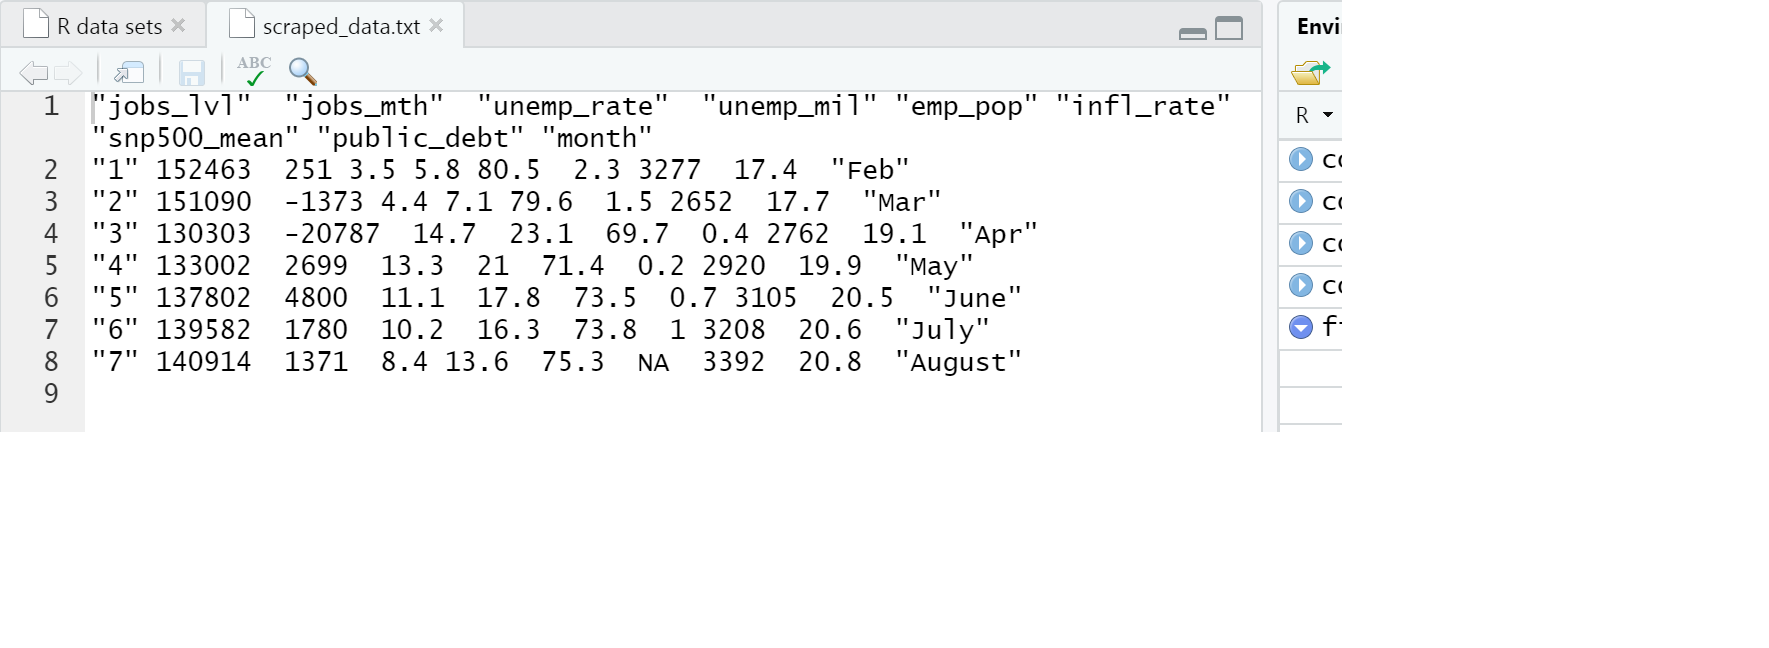 R data sets
scraped_data.txt
Envi
ABC
R
1 "jobs_lvl" "jobs_mth" "unemp_rate" "unemp_mil" "emp_pop" "infl_rate"
"snp500_mean" "public_debt" "month"
2 "1" 152463 251 3.5 5.8 80.5 2.3 3277 17.4 "Feb"
3 "2" 151090 -1373 4.4 7.1 79.6 1.5 2652 17.7 "Mar"
4 "3" 130303 -20787 14.7 23.1 69.7 0.4 2762 19.1 "Apr"
5 "4" 133002 2699 13.3 21 71.4 0.2 2920 19.9 "May"
6 "5" 137802 4800 11.1 17.8 73.5 0.7 3105 20.5 "June"
7 "6" 139582 1780 10.2 16.3 73.8 1 3208 20.6 "July"
8 "7" 140914 1371 8.4 13.6 75.3 NA 3392 20.8 "August"
9